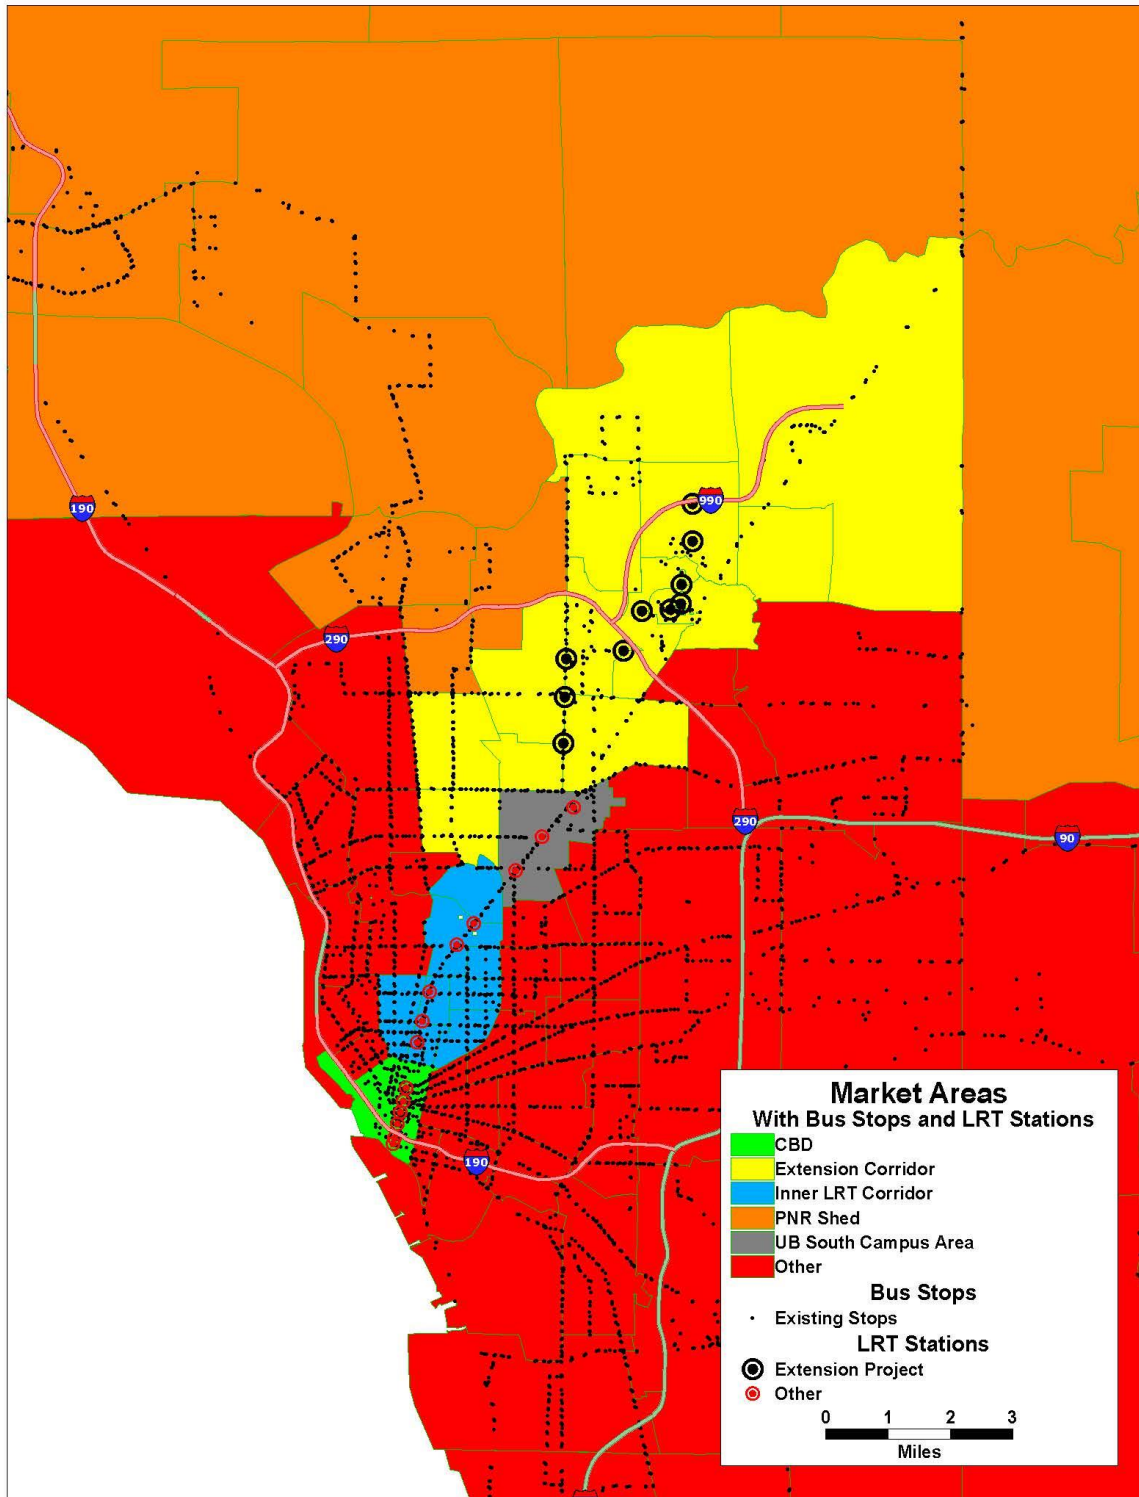 990
190
290
290
90
190
Market Areas
With Bus Stops and LRT Stations
CBD
Extension Corridor
Inner LRT Corridor
PNR Shed
UB South Campus Area
Other
Bus Stops
Existing Stops
LRT Stations
Extension Project
Other
0 1 2 3
Miles